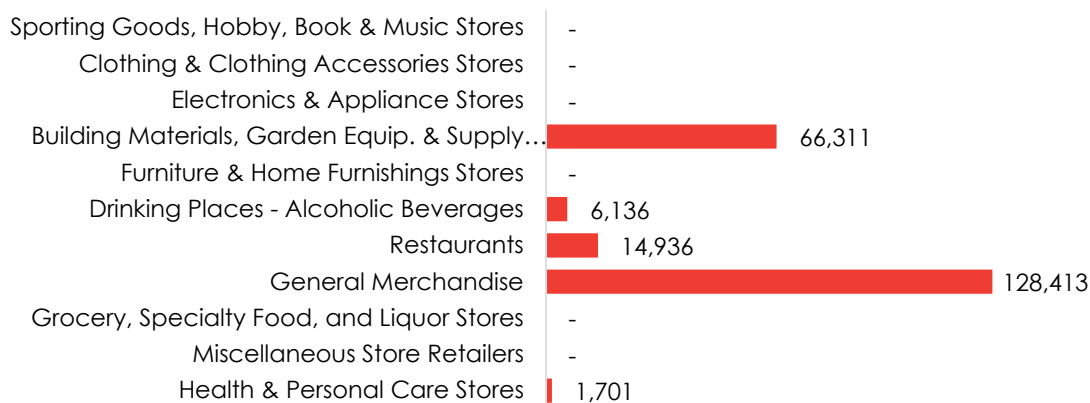 Sporting Goods, Hobby, Book & Music Stores -
Clothing & Clothing Accessories Stores -
Electronics & Appliance Stores -
Building Materials, Garden Equip. & Supply… 66,311
Furniture & Home Furnishings Stores -
Drinking Places - Alcoholic Beverages 6,136
Restaurants 14,936
General Merchandise 128,413
Grocery, Specialty Food, and Liquor Stores -
Miscellaneous Store Retailers -
Health & Personal Care Stores 1,701